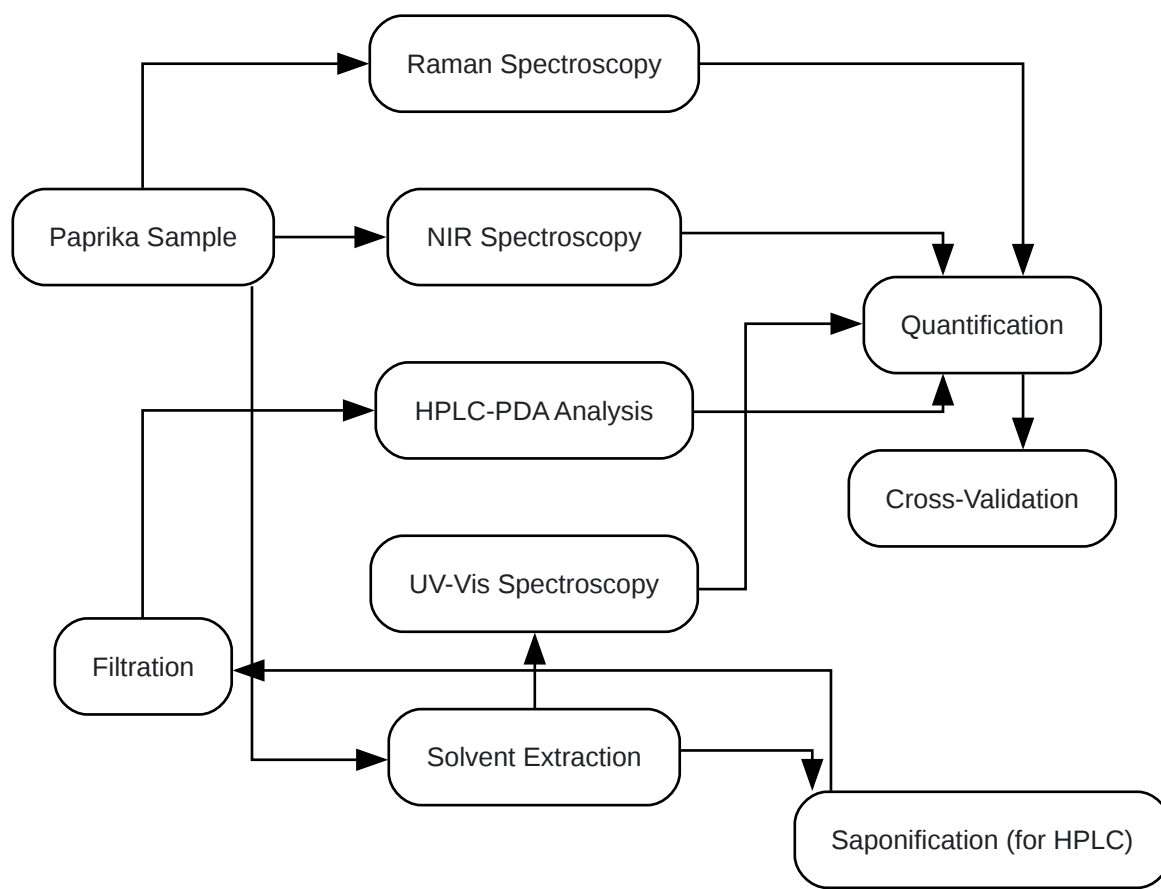 Raman Spectroscopy
Paprika Sample
NIR Spectroscopy
Quantification
HPLC-PDA Analysis
Cross-Validation
UV-Vis Spectroscopy
Filtration
Solvent Extraction
Saponification (for HPLC)